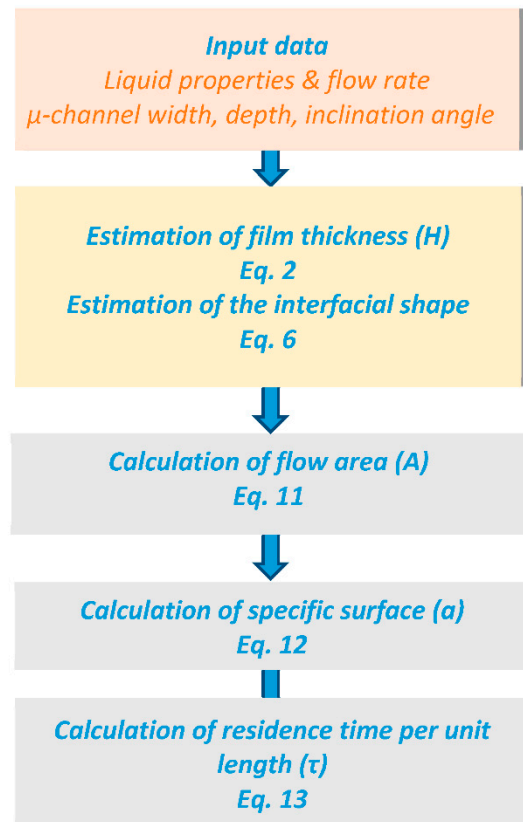 Input data
Liquid properties & flow rate
μ-channel width, depth, inclination angle
Estimation of film thickness (H)
Eq. 2
Estimation of the interfacial shape
Eq. 6
Calculation of flow area (A)
Eq. 11
Calculation of specific surface (a)
Eq. 12
Calculation of residence time per unit
length (τ)
Eq. 13